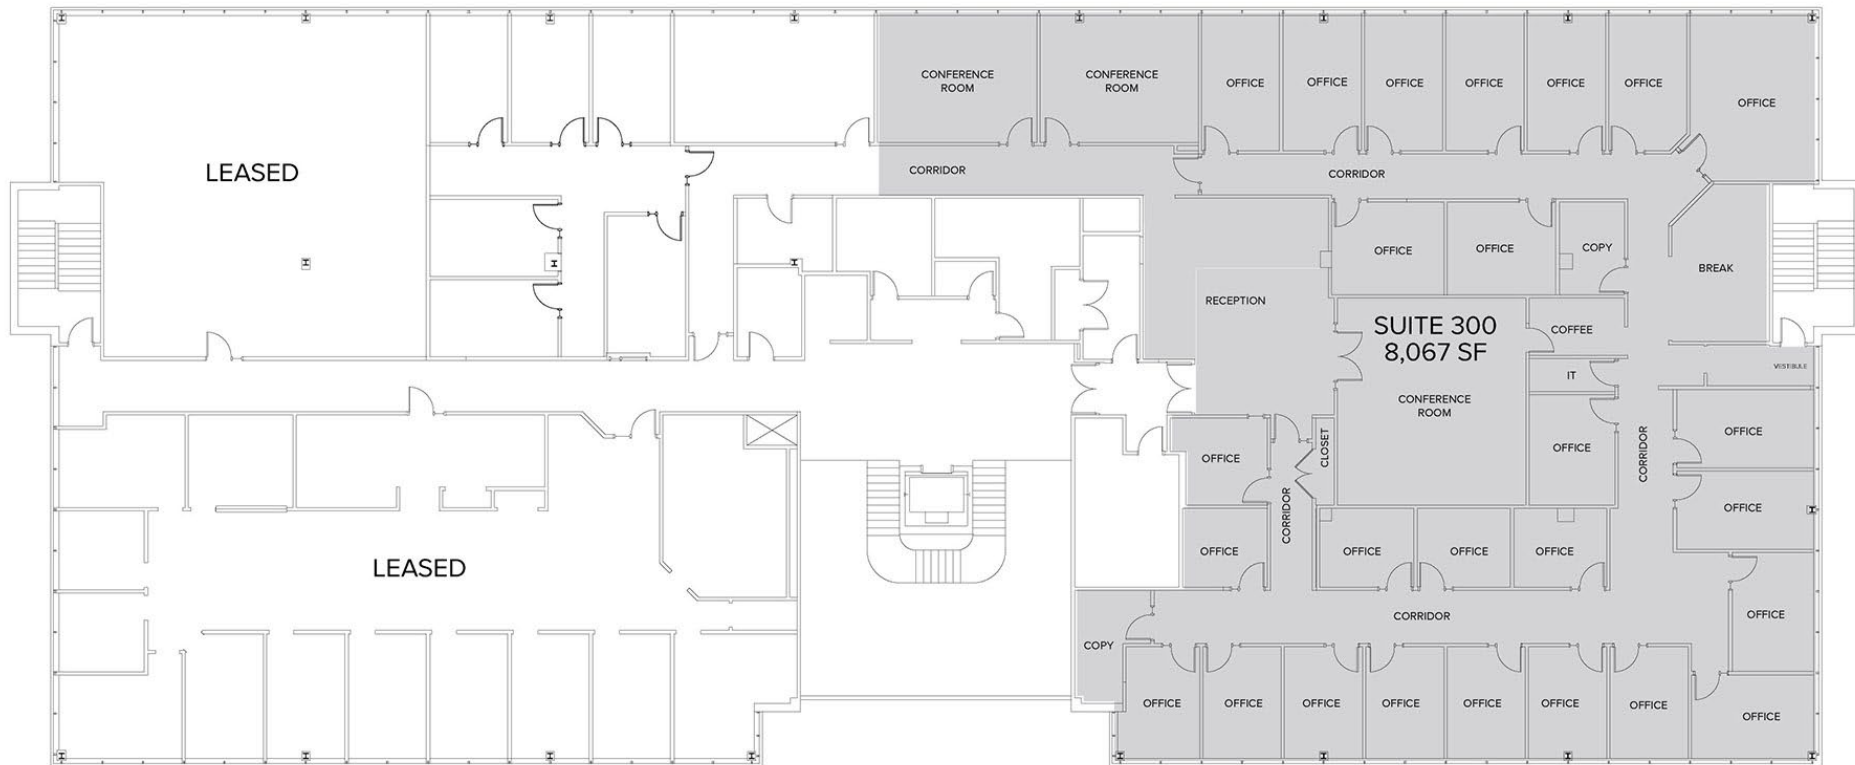 CONFERENCE
ROOM
CONFERENCE
ROOM
OFFICE
OFFICE
OFFICE
OFFICE
OFFICE
OFFICE
OFFICE
LEASED
CORRIDOR
CORRIDOR
OFFICE
OFFICE
COPY
BREAK
RECEPTION
SUITE 300
8,067 SF
COFFEE
VESTIBULE
IT
CONFERENCE
ROOM
OFFICE
OFFICE
CLOSET
OFFICE
CORRIDOR
OFFICE
CORRIDOR
OFFICE
OFFICE
OFFICE
OFFICE
LEASED
CORRIDOR
OFFICE
COPY
OFFICE
OFFICE
OFFICE
OFFICE
OFFICE
OFFICE
OFFICE
OFFICE